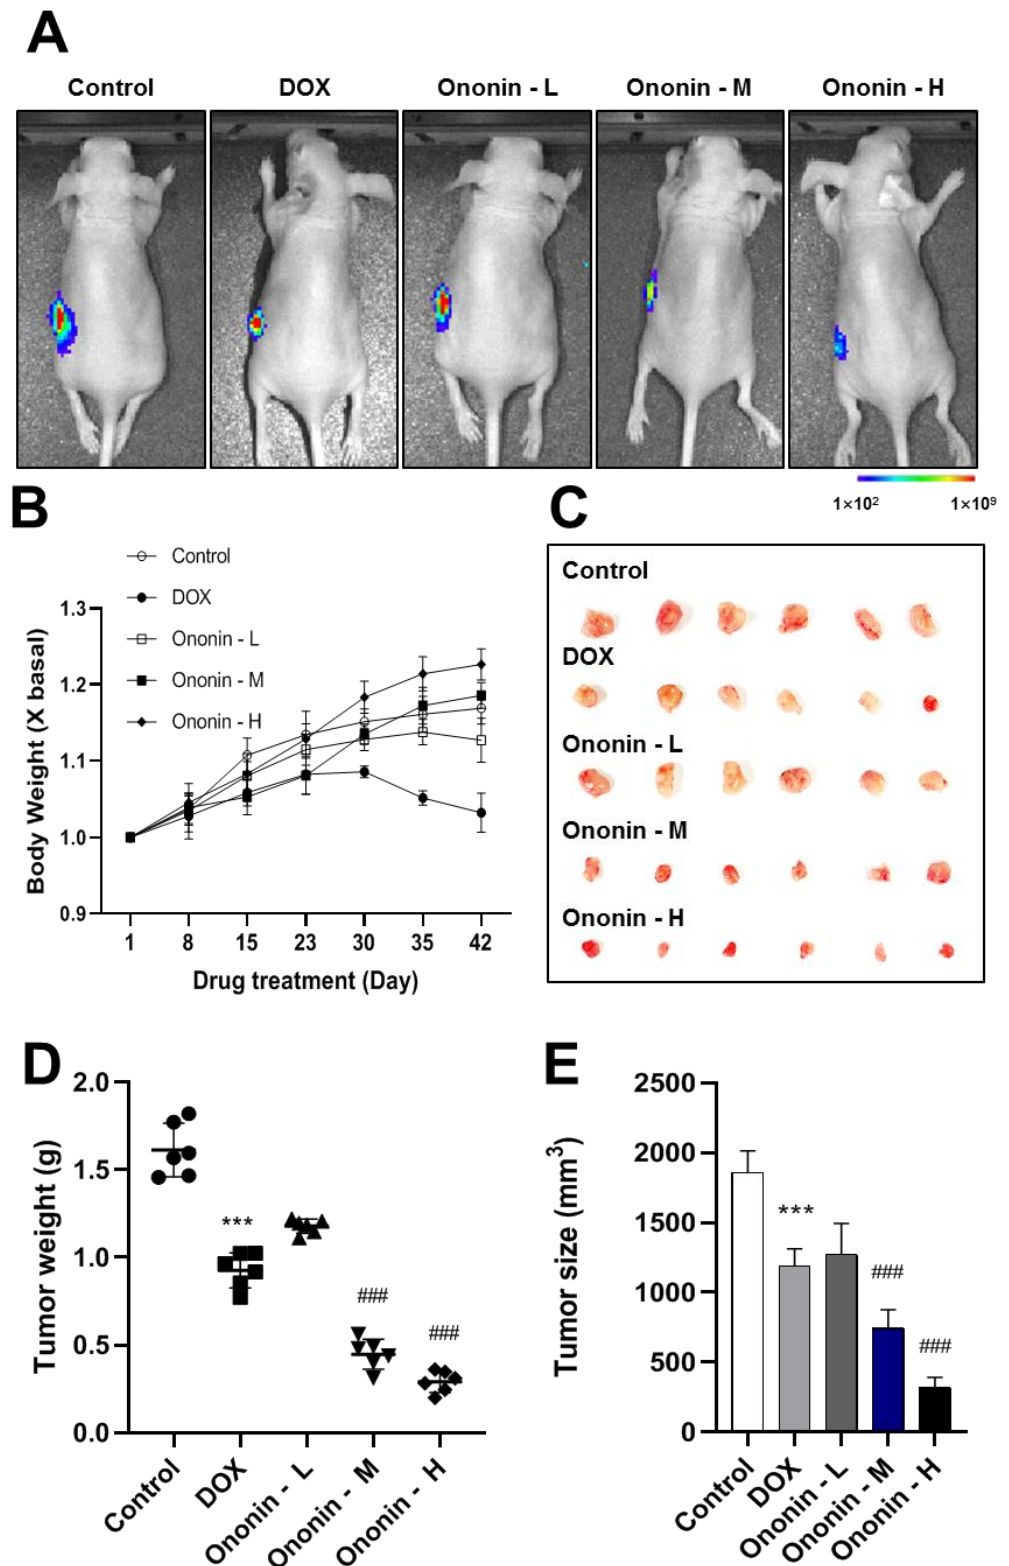 A
Control DOX Ononin - L Ononin - M Ononin - H
1×10² 1×10⁹
B
Control
DOX
Ononin - L
Ononin - M
Ononin - H
Body Weight (X basal)
1.3
1.2
1.1
1.0
0.9
1 8 15 23 30 35 42
Drug treatment (Day)
C
Control
DOX
Ononin - L
Ononin - M
Ononin - H
D
Tumor weight (g)
2.0
1.5
1.0
0.5
0.0
***
###
###
Control DOX Ononin - L Ononin - M Ononin - H
E
Tumor size (mm³)
2500
2000
1500
1000
500
0
***
###
###
Control DOX Ononin - L Ononin - M Ononin - H